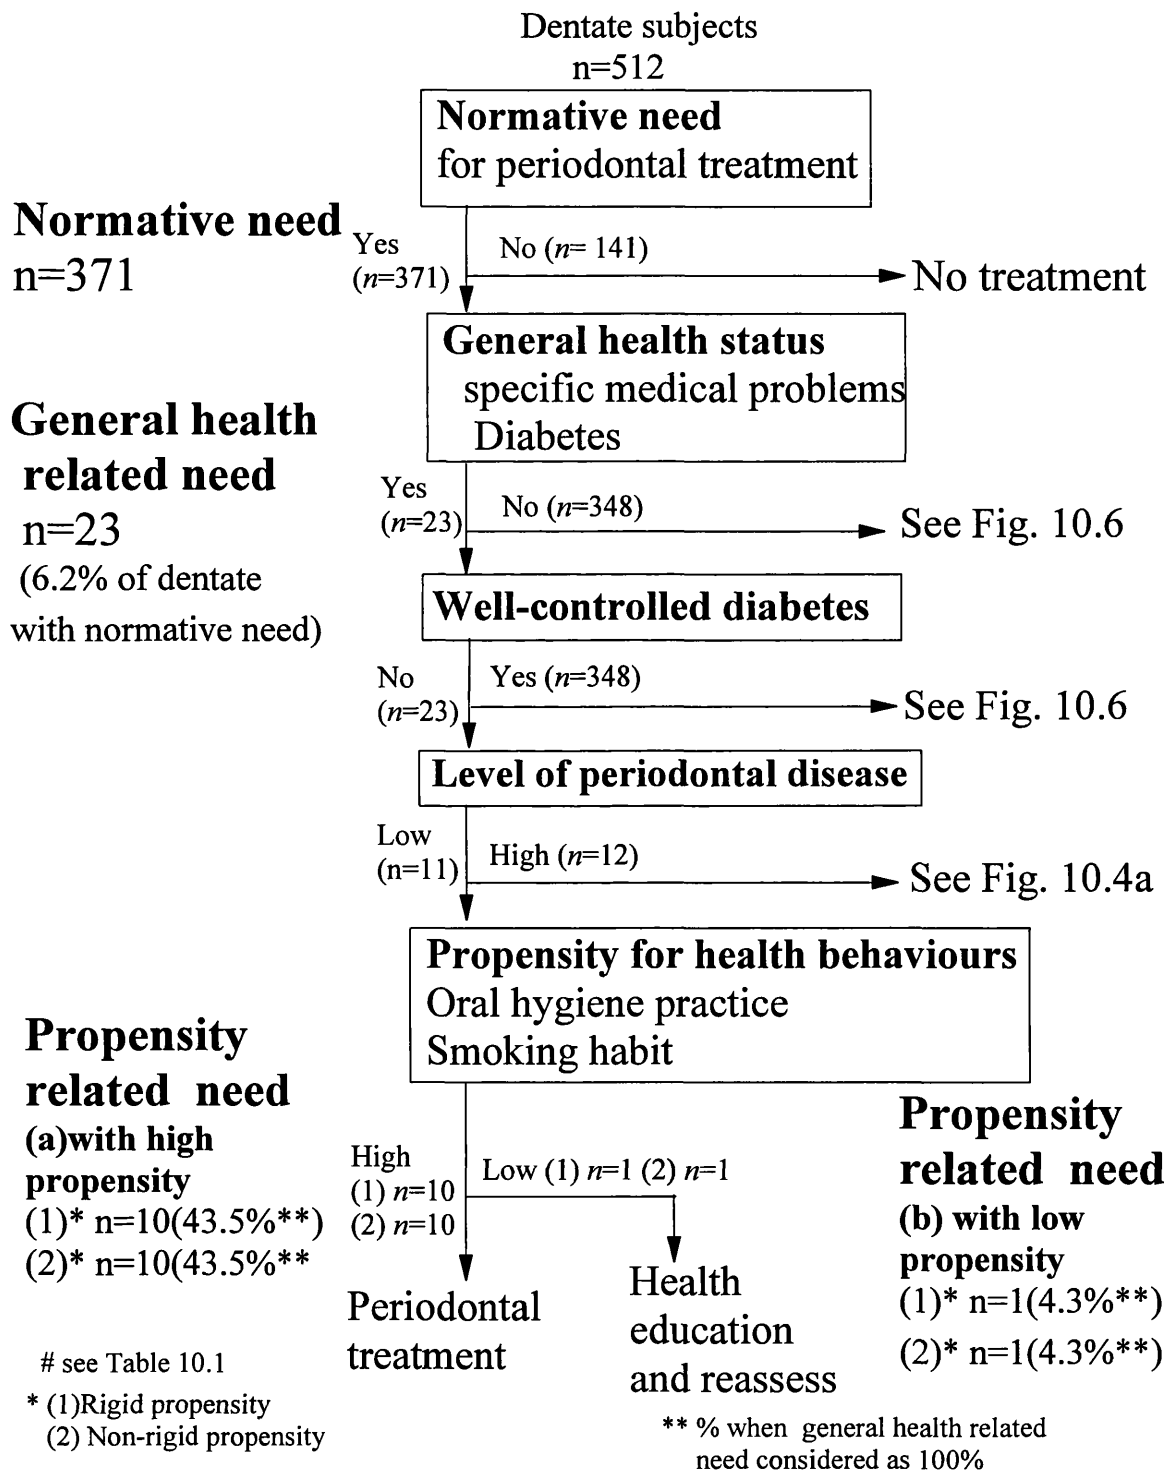 Dentate subjects
n=512
Normative need
for periodontal treatment
Normative need
n=371
Yes
(n=371)
No (n= 141)
No treatment
General health status
specific medical problems
Diabetes
General health
related need
n=23
(6.2% of dentate
with normative need)
Yes
(n=23)
No (n=348)
See Fig. 10.6
Well-controlled diabetes
No
(n=23)
Yes (n=348)
See Fig. 10.6
Level of periodontal disease
Low
(n=11)
High (n=12)
See Fig. 10.4a
Propensity for health behaviours
Oral hygiene practice
Smoking habit
Propensity
related need
(a)with high
propensity
(1)* n=10(43.5%**)
(2)* n=10(43.5%**
High
(1) n=10
(2) n=10
Low (1) n=1 (2) n=1
Propensity
related need
(b) with low
propensity
(1)* n=1(4.3%**)
(2)* n=1(4.3%**)
Periodontal
treatment
Health
education
and reassess
# see Table 10.1
* (1)Rigid propensity
(2) Non-rigid propensity
** % when general health related
need considered as 100%